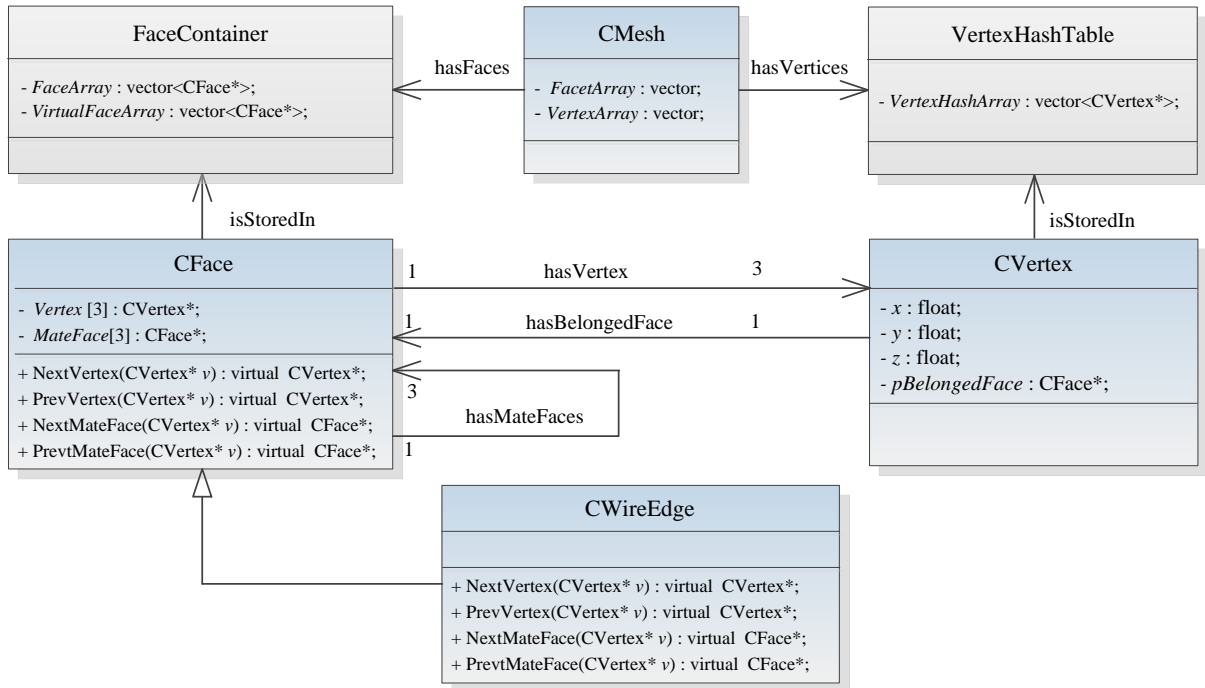 FaceContainer
- FaceArray : vector<CFace*>;
- VirtualFaceArray : vector<CFace*>;
hasFaces
CMesh
- FacetArray : vector;
- VertexArray : vector;
hasVertices
VertexHashTable
- VertexHashArray : vector<CVertex*>;
isStoredIn
isStoredIn
CFace
- Vertex [3] : CVertex*;
- MateFace[3] : CFace*;
+ NextVertex(CVertex* v) : virtual CVertex*;
+ PrevVertex(CVertex* v) : virtual CVertex*;
+ NextMateFace(CVertex* v) : virtual CFace*;
+ PrevtMateFace(CVertex* v) : virtual CFace*;
1 hasVertex 3
1 hasBelongedFace 1
3
hasMateFaces
1
CVertex
- x : float;
- y : float;
- z : float;
- pBelongedFace : CFace*;
CWireEdge
+ NextVertex(CVertex* v) : virtual CVertex*;
+ PrevVertex(CVertex* v) : virtual CVertex*;
+ NextMateFace(CVertex* v) : virtual CFace*;
+ PrevtMateFace(CVertex* v) : virtual CFace*;